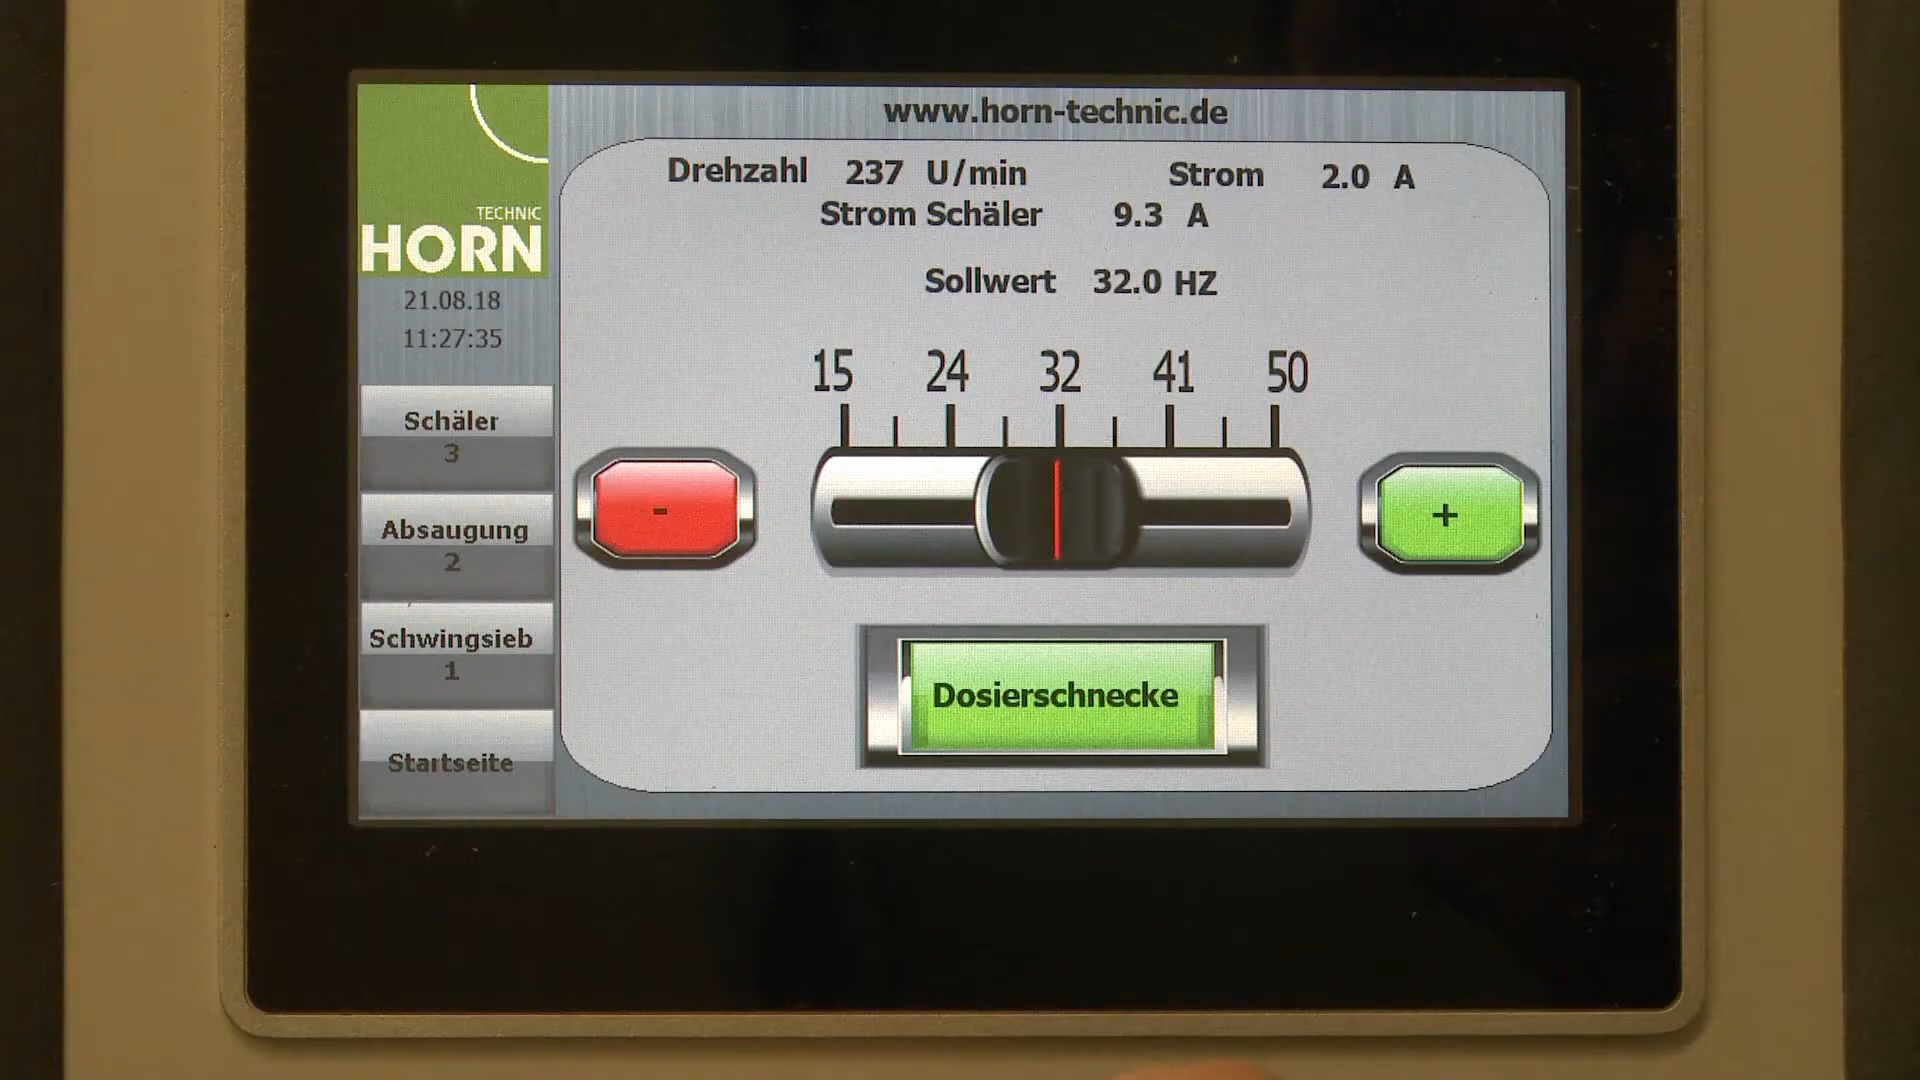 www.horn-technic.de
TECHNIC
HORN
21.08.18
11:27:35
Schäler
3
Absaugung
2
Schwingsieb
1
Startseite
Drehzahl 237 U/min Strom 2.0 A
Strom Schäler 9.3 A
Sollwert 32.0 HZ
15 24 32 41 50
- +
Dosierschnecke